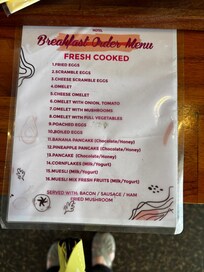 Breakfast Order Menu
FRESH COOKED
1.FRIED EGGS
2.SCRAMBLE EGGS
3.CHEESE SCRAMBLE EGGS
4.OMELET
5.CHEESE OMELET
6.OMELET WITH ONION, TOMATO
7.OMELET WITH MUSHROOMS
8.OMELET WITH FULL VEGETABLES
9.POACHED EGGS
10.BOILED EGGS
11.BANANA PANCAKE (Chocolate/Honey)
12.PINEAPPLE PANCAKE (Chocolate/Honey)
13.PANCAKE (Chocolate/Honey)
14.CORNFLAKES (Milk/Yogurt)
15.MUESLI (Milk/Yogurt)
16.MUESLI MIX FRESH FRUITS (Milk/Yogurt)
SERVED WITH: BACON / SAUSAGE / HAM
FRIED MUSHROOM